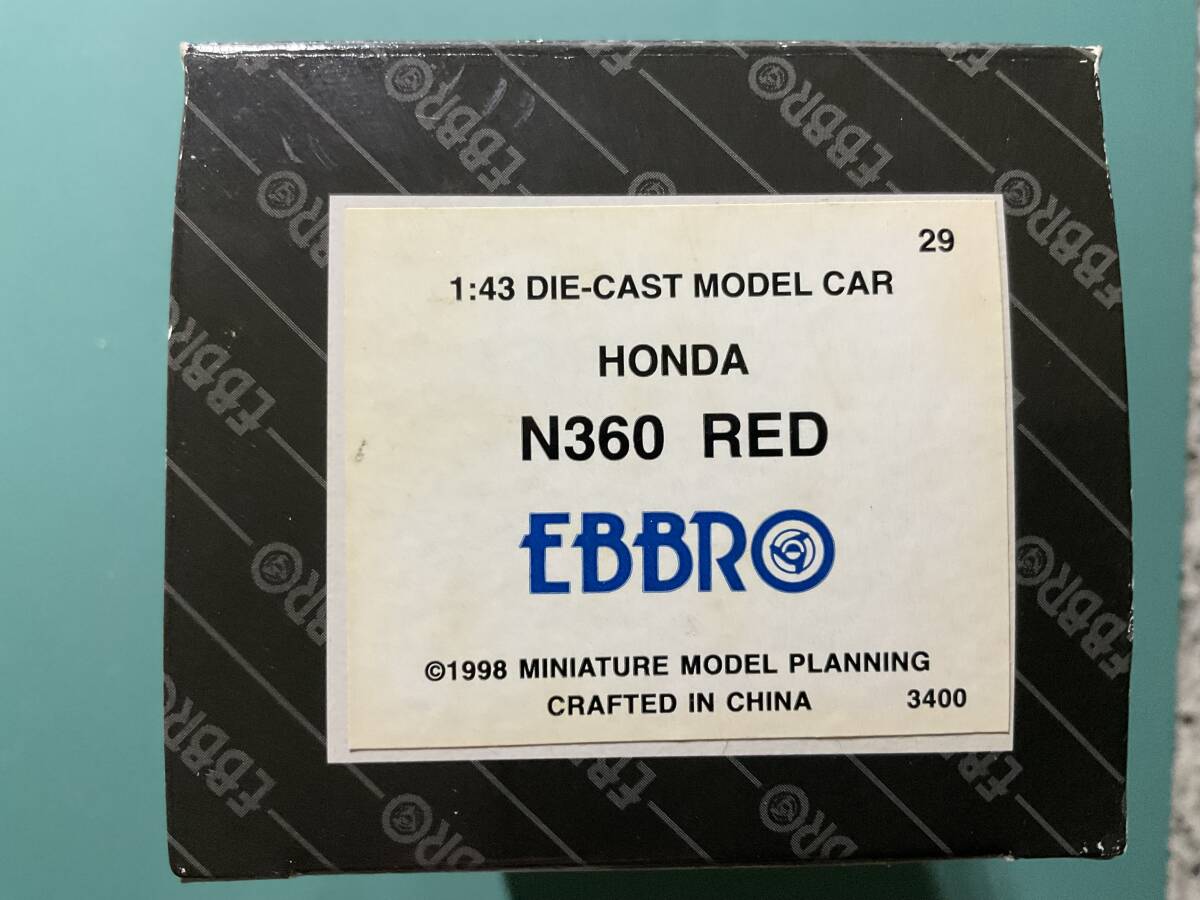 29
1:43 DIE-CAST MODEL CAR
HONDA
N360 RED
EBBRO
©1998 MINIATURE MODEL PLANNING
CRAFTED IN CHINA 3400